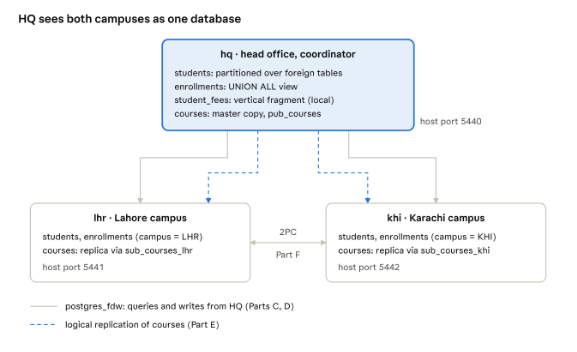 HQ sees both campuses as one database
hq · head office, coordinator
students: partitioned over foreign tables
enrollments: UNION ALL view
student_fees: vertical fragment (local)
courses: master copy, pub_courses
host port 5440
lhr · Lahore campus
students, enrollments (campus = LHR)
courses: replica via sub_courses_lhr
host port 5441
2PC
Part F
khi · Karachi campus
students, enrollments (campus = KHI)
courses: replica via sub_courses_khi
host port 5442
postgres_fdw: queries and writes from HQ (Parts C, D)
logical replication of courses (Part E)